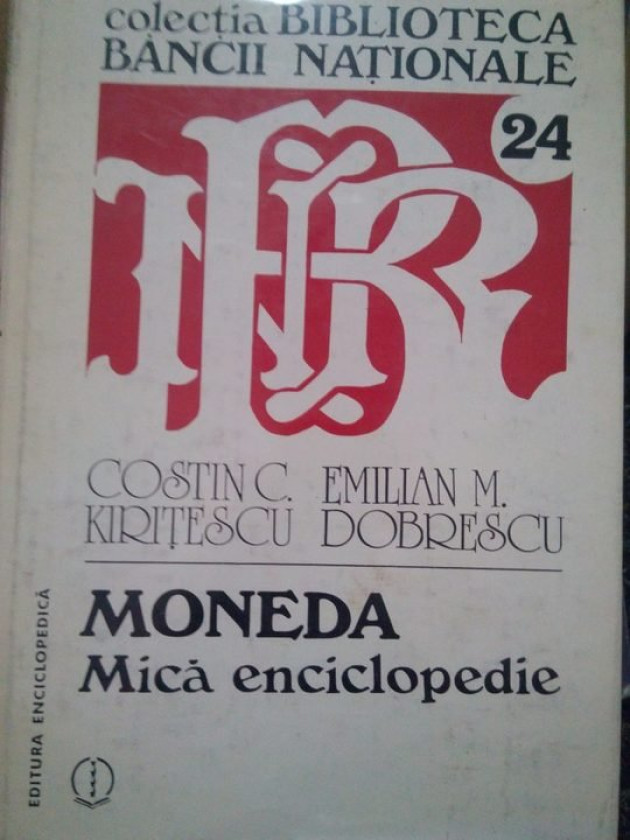 colecția BIBLIOTECA
BĂNCII NAȚIONALE
24
COSTIN C. EMILIAN M.
KIRIȚESCU DOBRESCU
MONEDA
Mică enciclopedie
EDITURA ENCICLOPEDICĂ